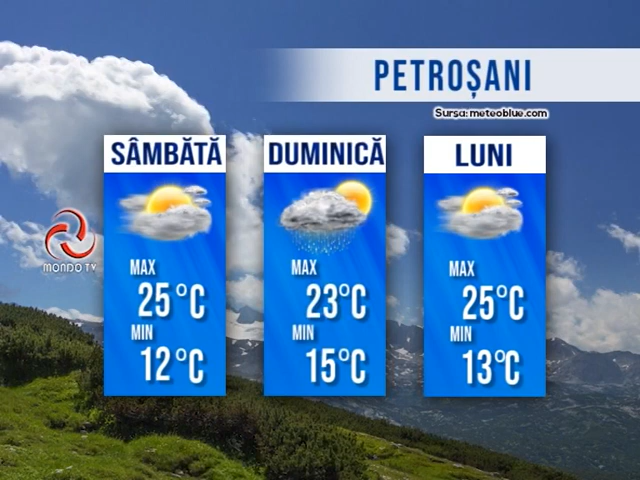 PETROȘANI
Sursa: meteoblue.com
SÂMBĂTĂ
MAX
25°C
MIN
12°C
DUMINICĂ
MAX
23°C
MIN
15°C
LUNI
MAX
25°C
MIN
13°C
MONDO TV